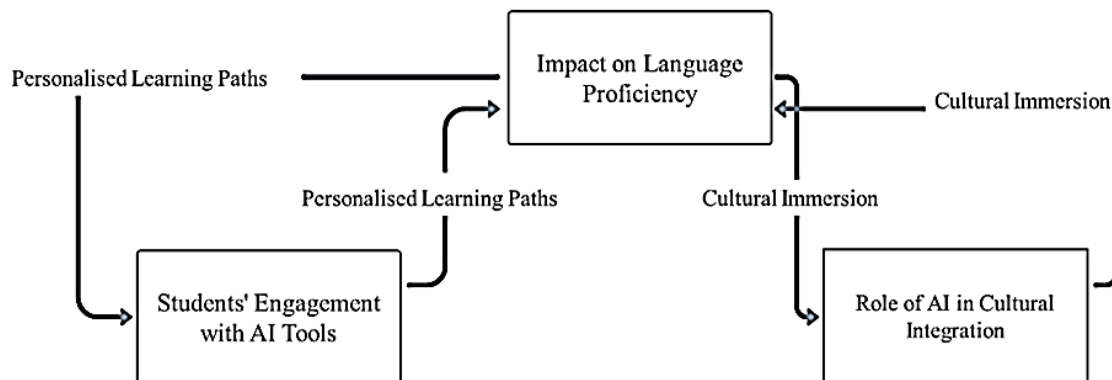 Impact on Language
Proficiency
Personalised Learning Paths
Cultural Immersion
Personalised Learning Paths
Cultural Immersion
Students' Engagement
with AI Tools
Role of AI in Cultural
Integration